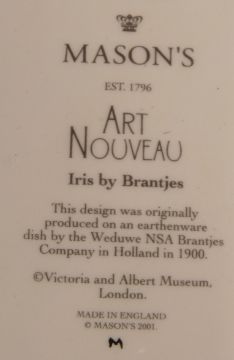 MASON'S
EST. 1796
ART
NOUVEAU
Iris by Brantjes
This design was originally
produced on an earthenware
dish by the Weduwe NSA Brantjes
Company in Holland in 1900.
©Victoria and Albert Museum,
London.
MADE IN ENGLAND
© MASON'S 2001.
M